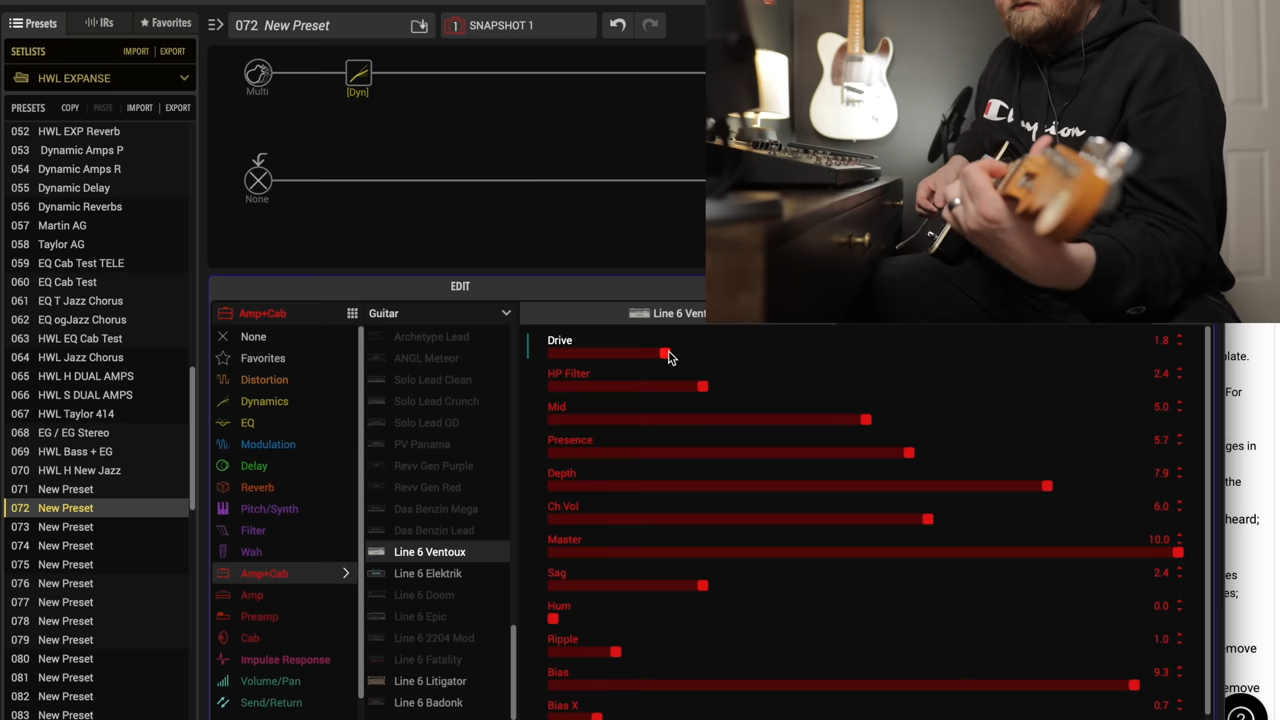 Presets IRs Favorites
SETLISTS IMPORT EXPORT
HWL EXPANSE
PRESETS COPY PASTE IMPORT EXPORT
052 HWL EXP Reverb
053 Dynamic Amps P
054 Dynamic Amps R
055 Dynamic Delay
056 Dynamic Reverbs
057 Martin AG
058 Taylor AG
059 EQ Cab Test TELE
060 EQ Cab Test
061 EQ T Jazz Chorus
062 EQ ogJazz Chorus
063 HWL EQ Cab Test
064 HWL Jazz Chorus
065 HWL H DUAL AMPS
066 HWL S DUAL AMPS
067 HWL Taylor 414
068 EG / EG Stereo
069 HWL Bass + EG
070 HWL H New Jazz
071 New Preset
072 New Preset
073 New Preset
074 New Preset
075 New Preset
076 New Preset
077 New Preset
078 New Preset
079 New Preset
080 New Preset
081 New Preset
082 New Preset
083 New Preset
072 New Preset
1 SNAPSHOT 1
Multi
[Dyn]
None
EDIT
Amp+Cab
Guitar
Line 6 Vent
None
Favorites
Distortion
Dynamics
EQ
Modulation
Delay
Reverb
Pitch/Synth
Filter
Wah
Amp+Cab
Amp
Preamp
Cab
Impulse Response
Volume/Pan
Send/Return
Archetype Lead
ANGL Meteor
Solo Lead Clean
Solo Lead Crunch
Solo Lead OD
PV Panama
Revv Gen Purple
Revv Gen Red
Das Benzin Mega
Das Benzin Lead
Line 6 Ventoux
Line 6 Elektrik
Line 6 Doom
Line 6 Epic
Line 6 2204 Mod
Line 6 Fatality
Line 6 Litigator
Line 6 Badonk
Drive 1.8
HP Filter 2.4
Mid 5.0
Presence 5.7
Depth 7.9
Ch Vol 6.0
Master 10.0
Sag 2.4
Hum 0.0
Ripple 1.0
Bias 9.3
Bias X 0.7
Champion
plate.
For
ges in
the
heard;
es
es;
move
emove
?